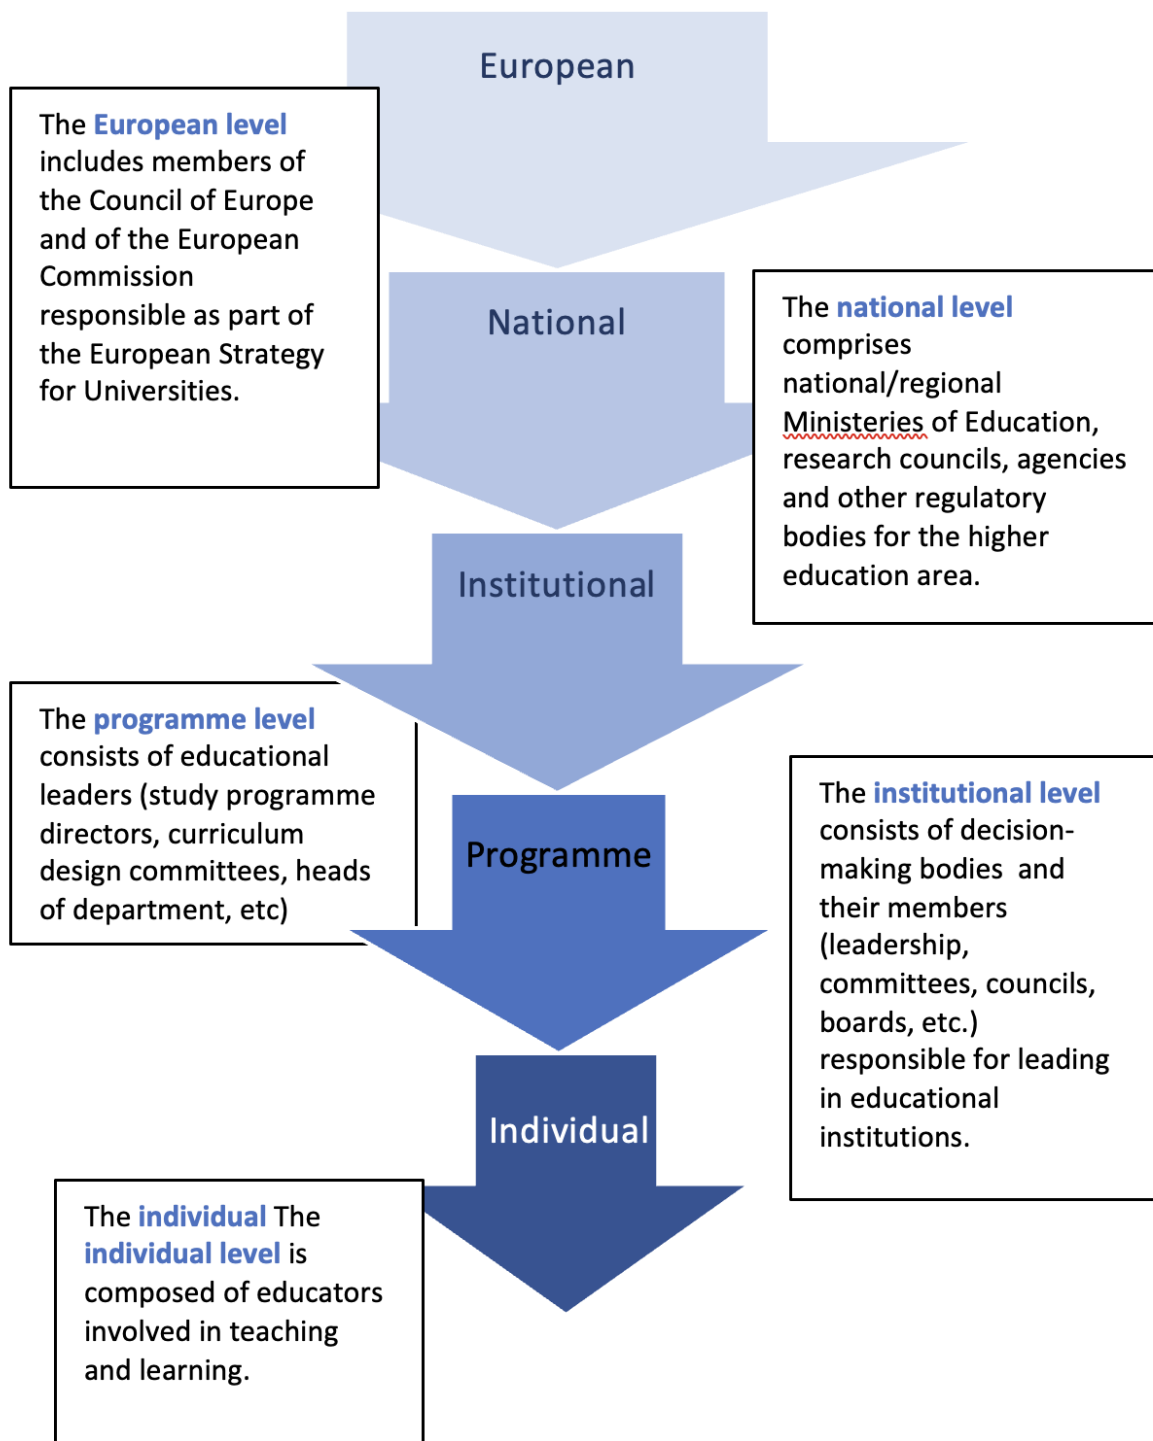 European
The European level
includes members of
the Council of Europe
and of the European
Commission
responsible as part of
the European Strategy
for Universities.
National
The national level
comprises
national/regional
Ministeries of Education,
research councils, agencies
and other regulatory
bodies for the higher
education area.
Institutional
The programme level
consists of educational
leaders (study programme
directors, curriculum
design committees, heads
of department, etc)
Programme
The institutional level
consists of decision-
making bodies  and
their members
(leadership,
committees, councils,
boards, etc.)
responsible for leading
in educational
institutions.
Individual
The individual The
individual level is
composed of educators
involved in teaching
and learning.